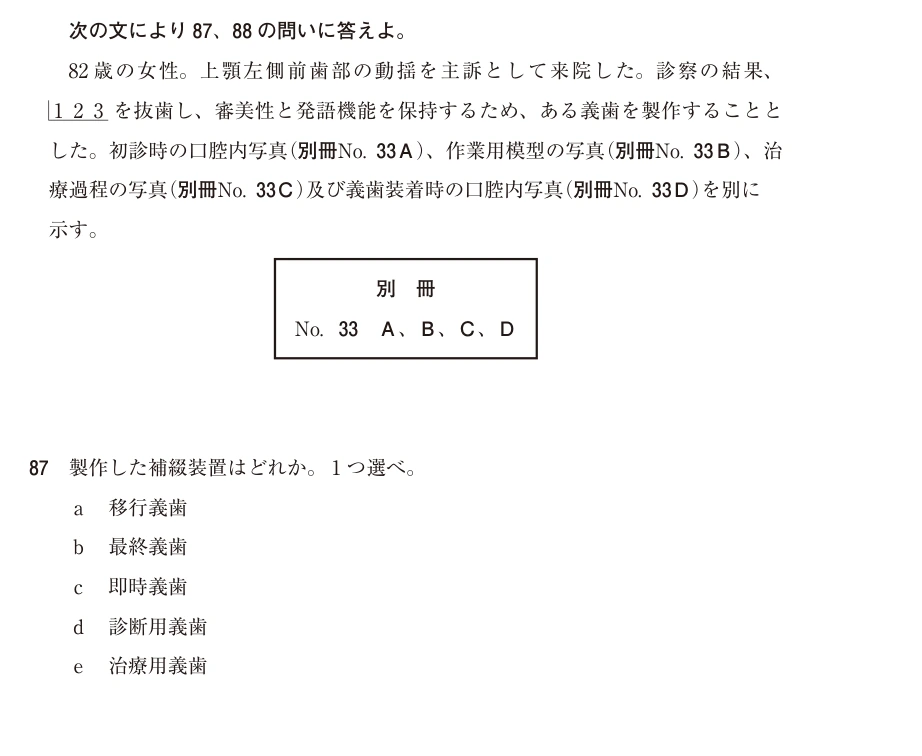 次の文により 87、88 の問いに答えよ。
82 歳の女性。上顎左側前歯部の動揺を主訴として来院した。診察の結果、
1 2 3 を抜歯し、審美性と発語機能を保持するため、ある義歯を製作することと
した。初診時の口腔内写真(別冊No. 33 A)、作業用模型の写真(別冊No. 33 B)、治
療過程の写真(別冊No. 33 C)及び義歯装着時の口腔内写真(別冊No. 33 D)を別に
示す。
別 冊
No. 33 A、B、C、D
87 製作した補綴装置はどれか。1 つ選べ。
a 移行義歯
b 最終義歯
c 即時義歯
d 診断用義歯
e 治療用義歯